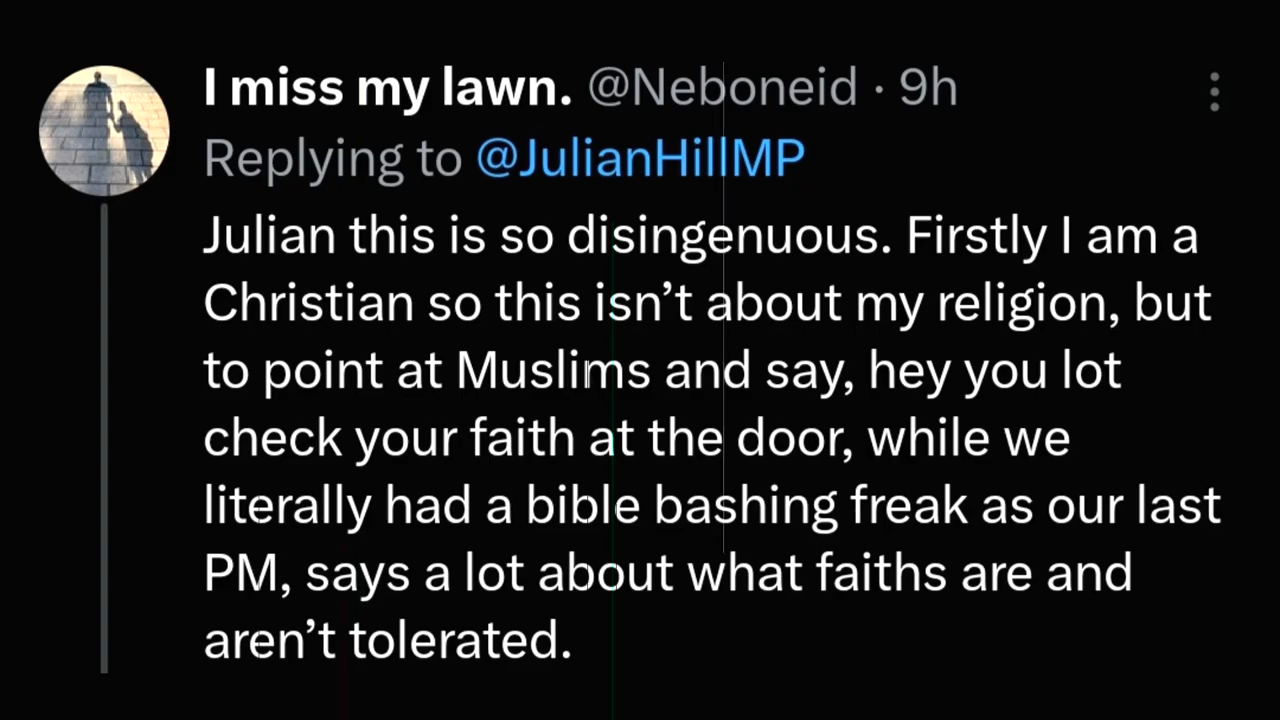 I miss my lawn. @Neboneid · 9h
Replying to @JulianHillMP
Julian this is so disingenuous. Firstly I am a
Christian so this isn’t about my religion, but
to point at Muslims and say, hey you lot
check your faith at the door, while we
literally had a bible bashing freak as our last
PM, says a lot about what faiths are and
aren’t tolerated.